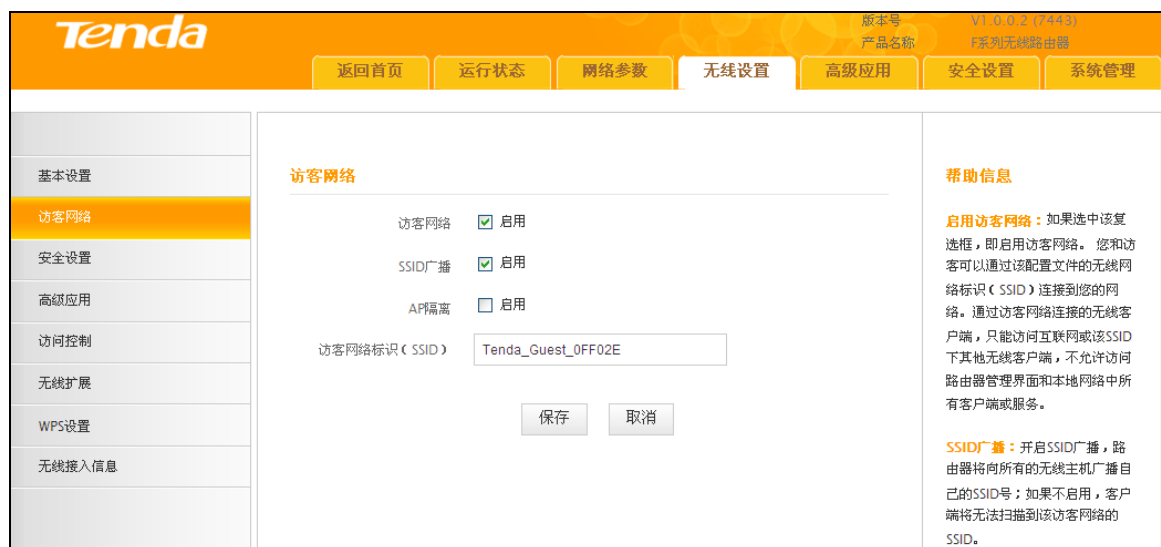 Tenda
版本号 V1.0.0.2 (7443)
产品名称 F系列无线路由器
返回首页 运行状态 网络参数 无线设置 高级应用 安全设置 系统管理
基本设置
访客网络
安全设置
高级应用
访问控制
无线扩展
WPS设置
无线接入信息
访客网络
访客网络 启用
SSID广播 启用
AP隔离 启用
访客网络标识(SSID) Tenda_Guest_0FF02E
保存 取消
帮助信息
启用访客网络:如果选中该复
选框,即启用访客网络。 您和访
客可以通过该配置文件的无线网
络标识(SSID)连接到您的网
络。通过访客网络连接的无线客
户端,只能访问互联网或该SSID
下其他无线客户端,不允许访问
路由器管理界面和本地网络中所
有客户端或服务。
SSID广播:开启SSID广播,路
由器将向所有的无线主机广播自
己的SSID号;如果不启用,客户
端将无法扫描到该访客网络的
SSID。